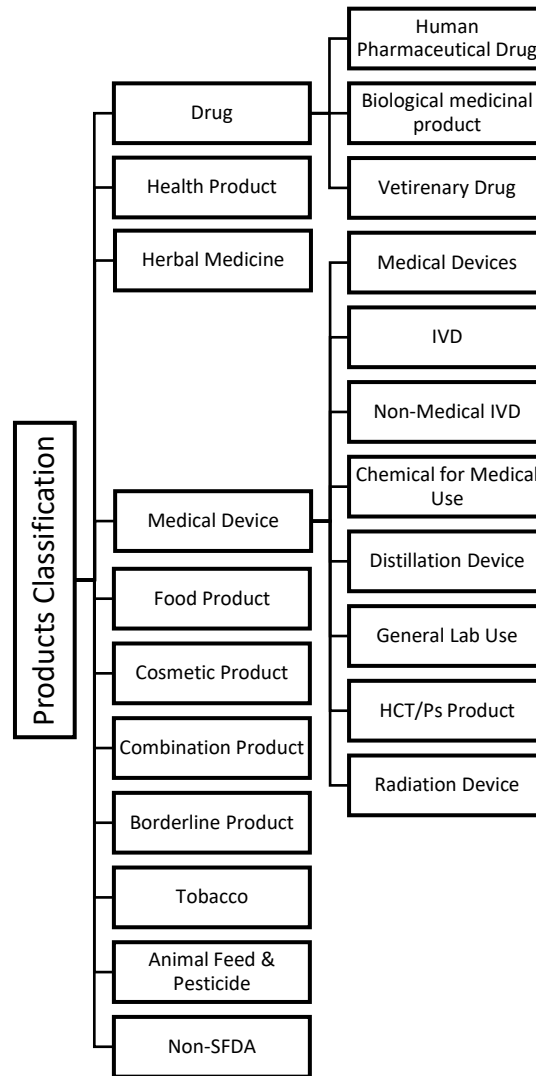 Products Classification
Drug
Human
Pharmaceutical Drug
Biological medicinal
product
Vetirenary Drug
Health Product
Herbal Medicine
Medical Device
Medical Devices
IVD
Non-Medical IVD
Chemical for Medical
Use
Distillation Device
General Lab Use
HCT/Ps Product
Radiation Device
Food Product
Cosmetic Product
Combination Product
Borderline Product
Tobacco
Animal Feed &
Pesticide
Non-SFDA